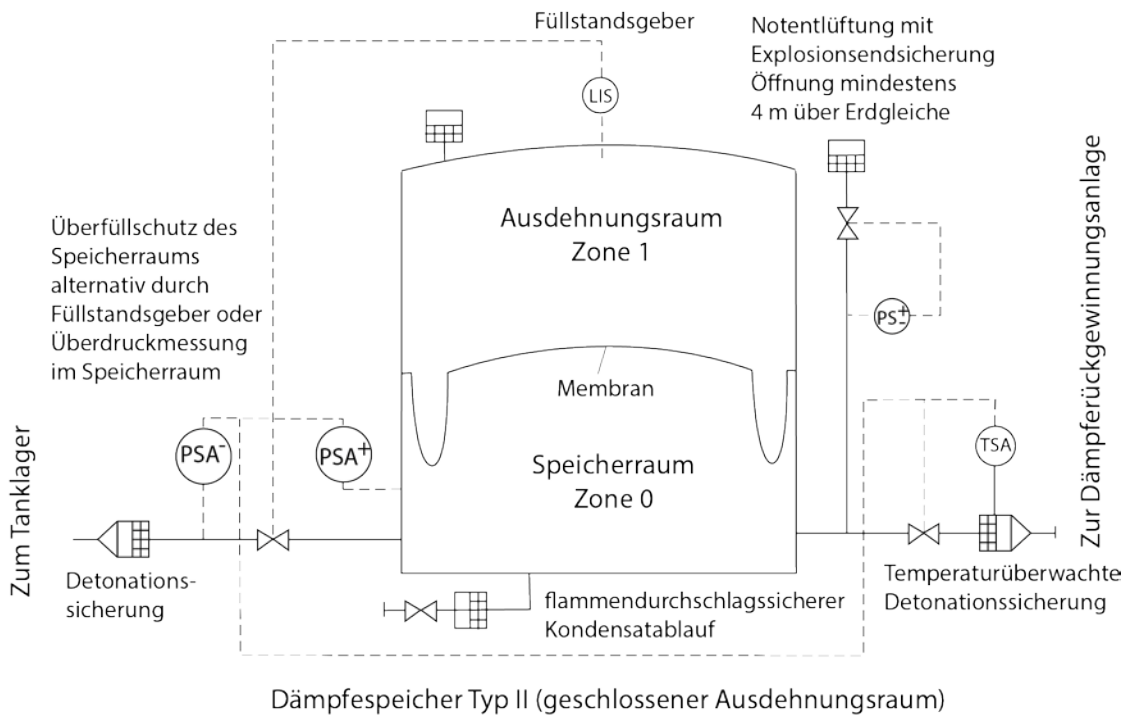 Füllstandsgeber
LIS
Notentlüftung mit
Explosionsendsicherung
Öffnung mindestens
4 m über Erdgleiche
Ausdehnungsraum
Zone 1
Überfüllschutz des
Speicherraums
alternativ durch
Füllstandsgeber oder
Überdruckmessung
im Speicherraum
PS±
Membran
Zum Tanklager
PSA-
PSA+
Speicherraum
Zone 0
TSA
Zur Dämpferückgewinnungsanlage
Detonations-
sicherung
flammendurchschlagssicherer
Kondensatablauf
Temperaturüberwachte
Detonationssicherung
Dämpfespeicher Typ II (geschlossener Ausdehnungsraum)